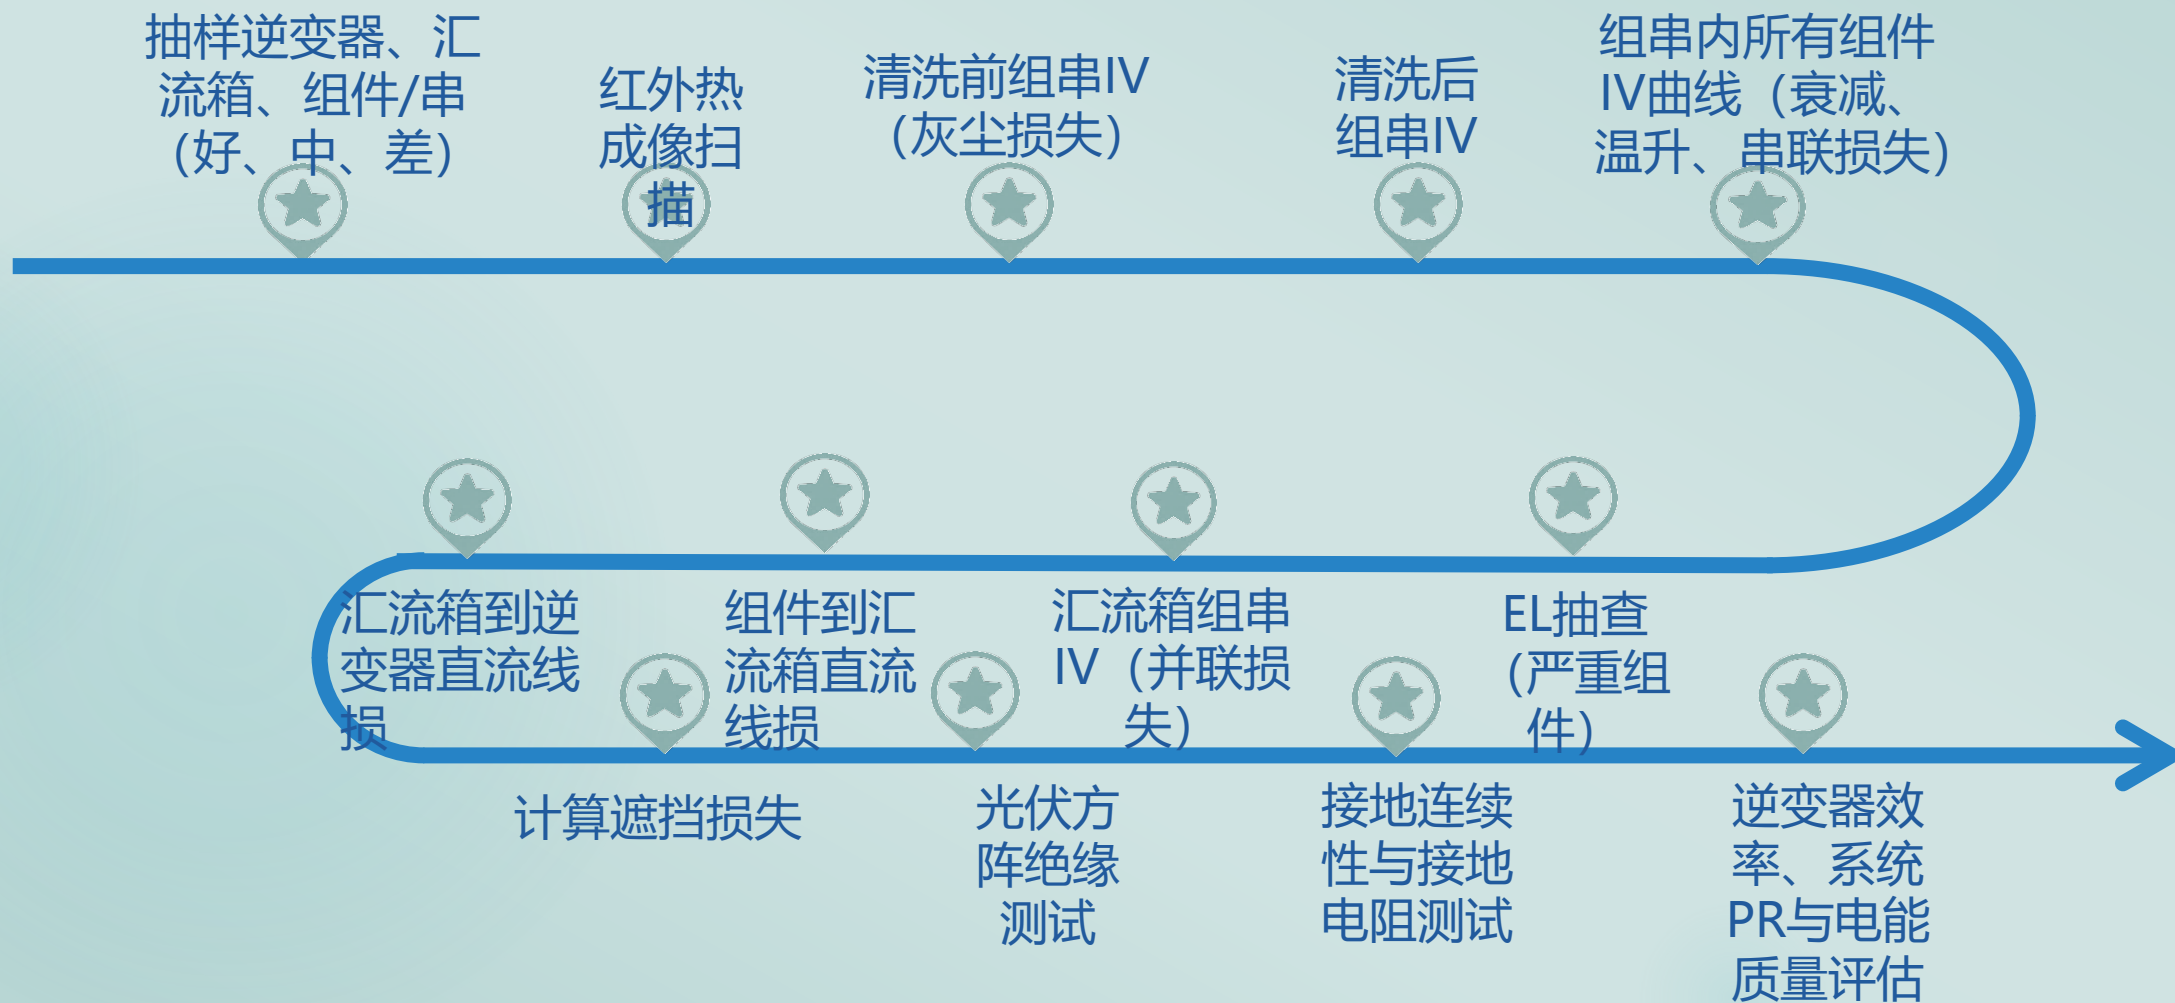 抽样逆变器、汇
流箱、组件/串
（好、中、差）
红外热
成像扫
描
清洗前组串IV
（灰尘损失）
清洗后
组串IV
组串内所有组件
IV曲线（衰减、
温升、串联损失）
汇流箱到逆
变器直流线
损
组件到汇
流箱直流
线损
汇流箱组串
IV（并联损
失）
EL抽查
（严重组
件）
计算遮挡损失
光伏方
阵绝缘
测试
接地连续
性与接地
电阻测试
逆变器效
率、系统
PR与电能
质量评估